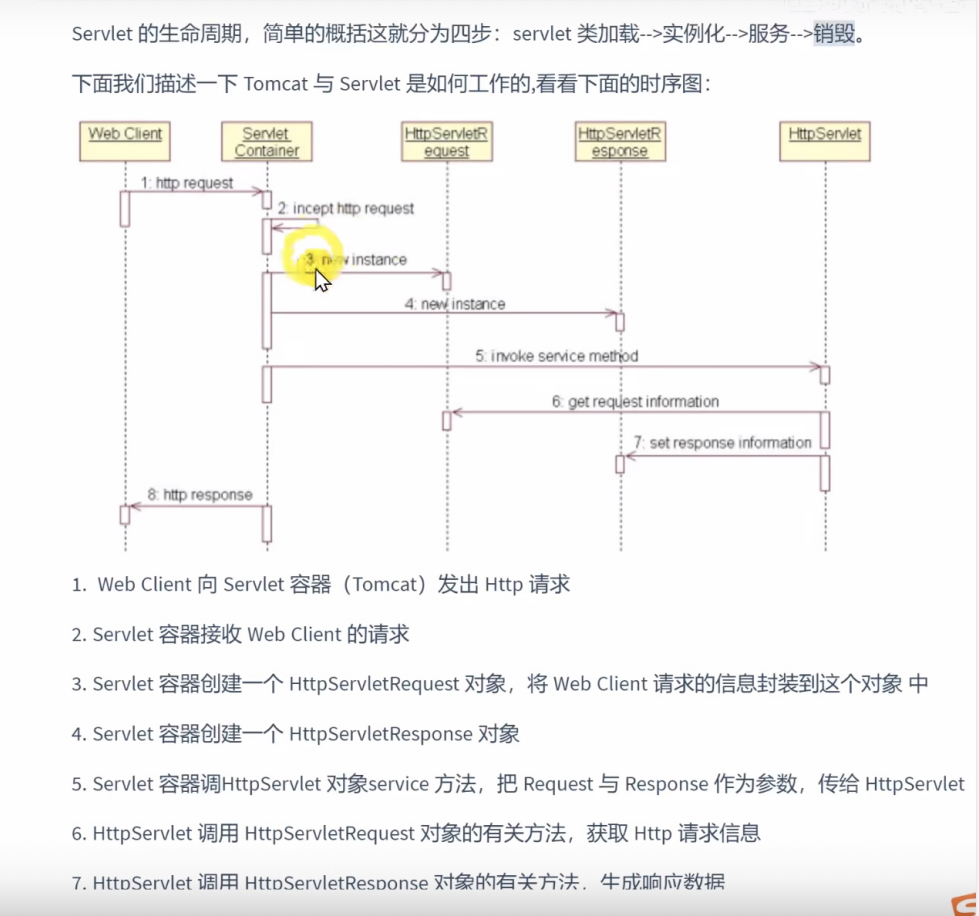 Servlet 的生命周期，简单的概括这就分为四步：servlet 类加载-->实例化-->服务-->销毁。
下面我们描述一下 Tomcat 与 Servlet 是如何工作的,看看下面的时序图：
Web Client
Servlet
Container
HttpServletR
equest
HttpServletR
esponse
HttpServlet
1: http request
2: incept http request
3: new instance
4: new instance
5: invoke service method
6: get request information
7: set response information
8: http response
1. Web Client 向 Servlet 容器（Tomcat）发出 Http 请求
2. Servlet 容器接收 Web Client 的请求
3. Servlet 容器创建一个 HttpServletRequest 对象，将 Web Client 请求的信息封装到这个对象 中
4. Servlet 容器创建一个 HttpServletResponse 对象
5. Servlet 容器调HttpServlet 对象service 方法，把 Request 与 Response 作为参数，传给 HttpServlet
6. HttpServlet 调用 HttpServletRequest 对象的有关方法，获取 Http 请求信息
7. HttpServlet 调用 HttpServletResponse 对象的有关方法，生成响应数据